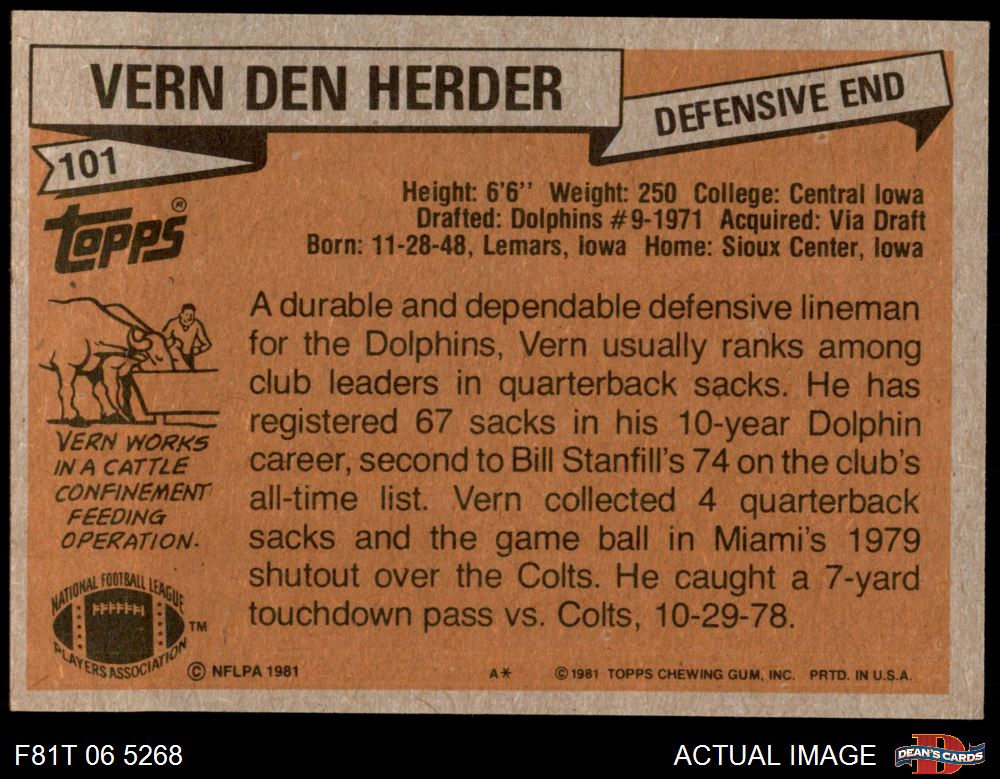 VERN DEN HERDER
DEFENSIVE END
101
Topps®
Height: 6'6'' Weight: 250 College: Central Iowa
Drafted: Dolphins #9-1971 Acquired: Via Draft
Born: 11-28-48, Lemars, Iowa Home: Sioux Center, Iowa
A durable and dependable defensive lineman
for the Dolphins, Vern usually ranks among
club leaders in quarterback sacks. He has
registered 67 sacks in his 10-year Dolphin
career, second to Bill Stanfill's 74 on the club's
all-time list. Vern collected 4 quarterback
sacks and the game ball in Miami's 1979
shutout over the Colts. He caught a 7-yard
touchdown pass vs. Colts, 10-29-78.
VERN WORKS
IN A CATTLE
CONFINEMENT
FEEDING
OPERATION.
NATIONAL FOOTBALL LEAGUE
PLAYERS ASSOCIATION
TM
© NFLPA 1981
A*
© 1981 TOPPS CHEWING GUM, INC. PRTD. IN U.S.A.
F81T 06 5268
ACTUAL IMAGE
DEAN'S CARDS